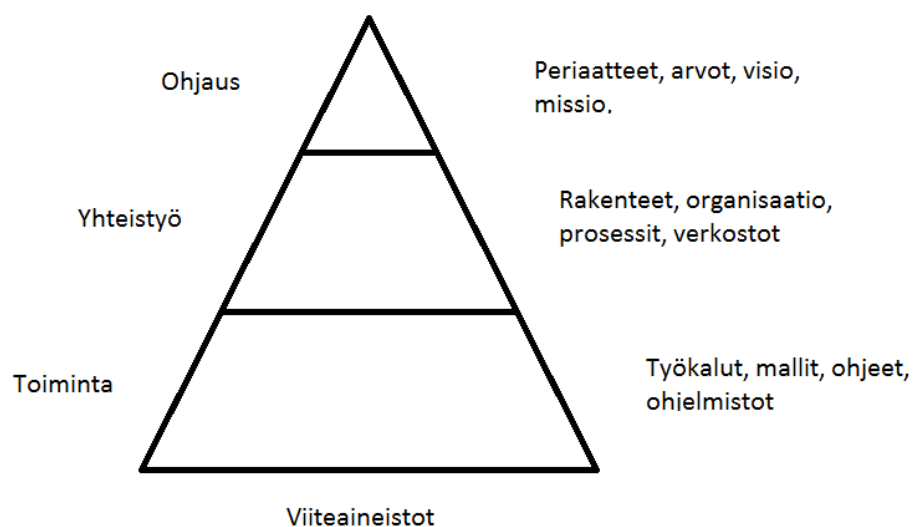 Ohjaus
Periaatteet, arvot, visio,
missio.
Yhteistyö
Rakenteet, organisaatio,
prosessit, verkostot
Toiminta
Työkalut, mallit, ohjeet,
ohjelmistot
Viiteaineistot